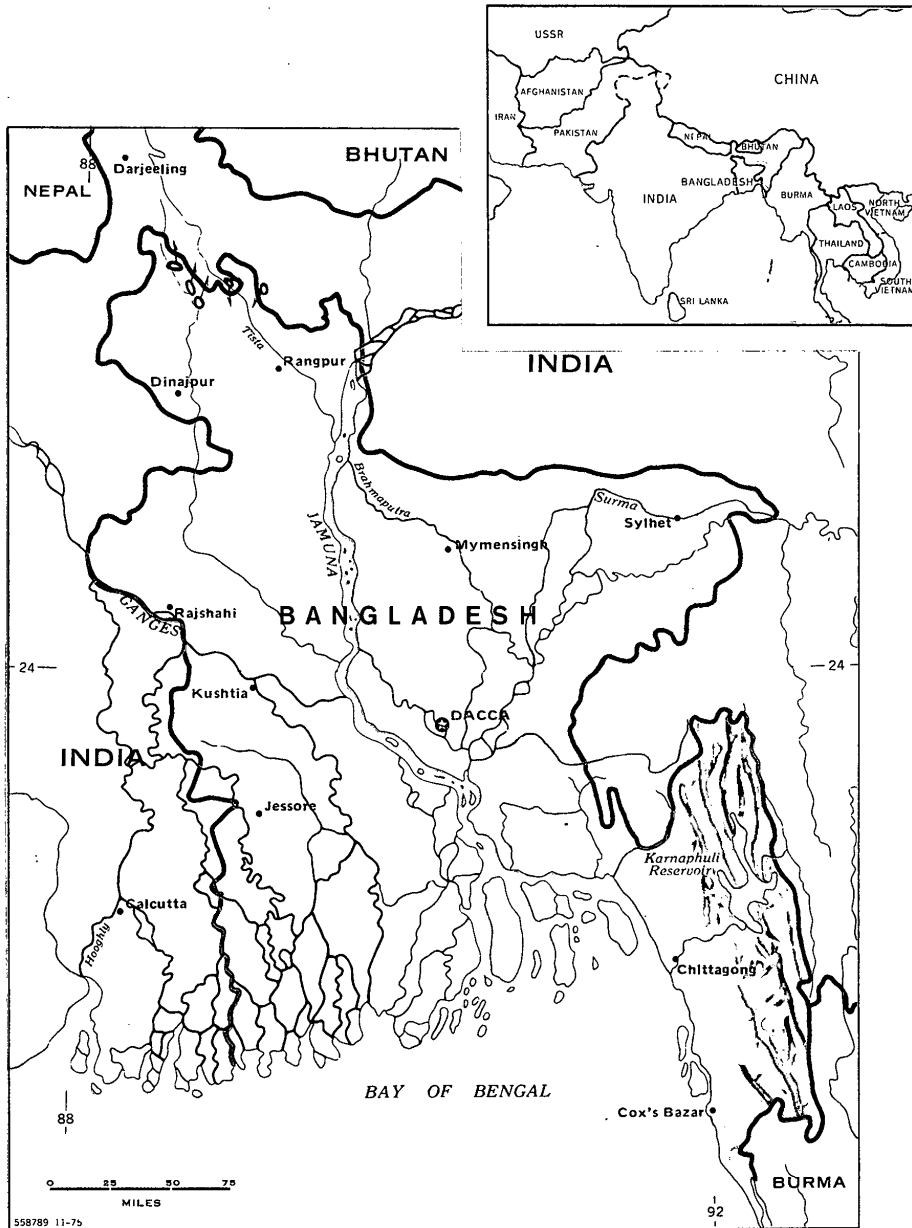 USSR
CHINA
AFGHANISTAN
IRAN
PAKISTAN
NEPAL
BHUTAN
BANGLADESH
INDIA
BURMA
LAOS
NORTH
VIETNAM
THAILAND
CAMBODIA
SOUTH
VIETNAM
SRI LANKA
88
Darjeeling
BHUTAN
NEPAL
Tista
Rangpur
INDIA
Dinajpur
Brahmaputra
JAMUNA
Surma
Sylhet
Mymensingh
GANGES
Rajshahi
BANGLADESH
24
24
Kushtia
DACCA
INDIA
Jessore
Karnaphuli
Reservoir
Calcutta
Hooghly
Chittagong
BAY OF BENGAL
Cox's Bazar
88
BURMA
0 25 50 75
MILES
92
558789 11-75